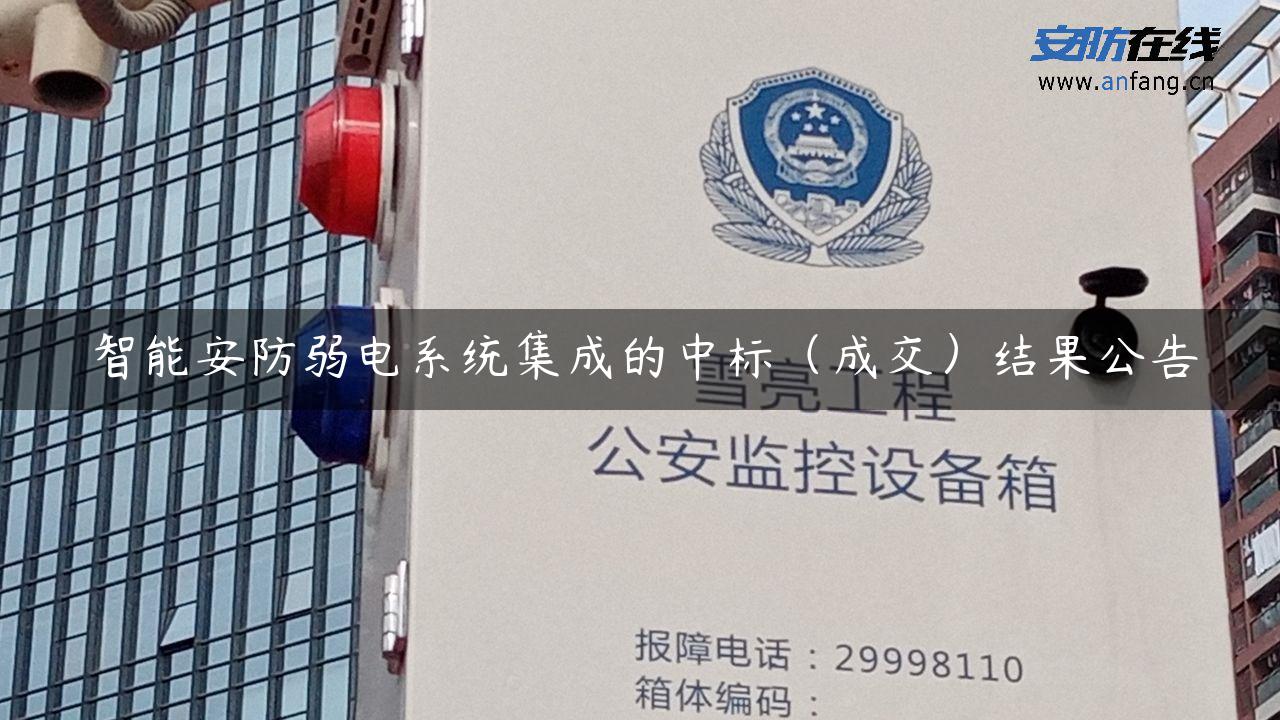 安防在线
www.anfang.cn
智能安防弱电系统集成的中标（成交）结果公告
雪亮工程
公安监控设备箱
报障电话：29998110
箱体编码：